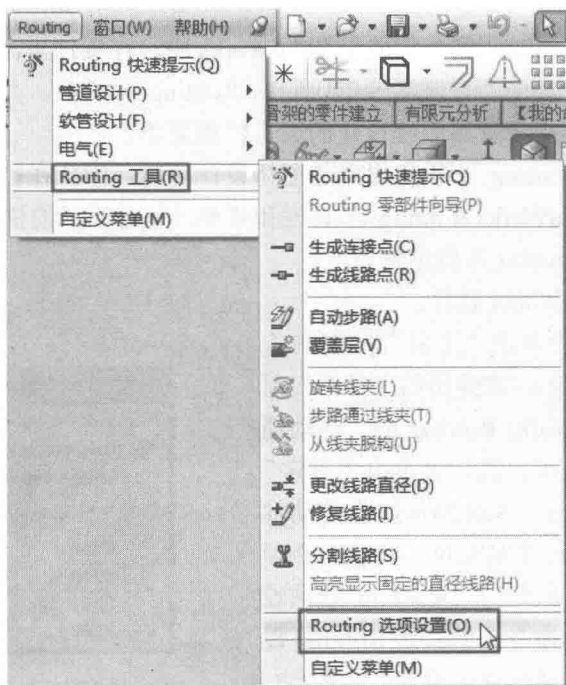 Routing 窗口(W) 帮助(H)
Routing 快速提示(Q)
管道设计(P)
软管设计(F)
电气(E)
Routing 工具(R)
自定义菜单(M)
骨架的零件建立 有限元分析 【我的
Routing 快速提示(Q)
Routing 零部件向导(P)
生成连接点(C)
生成线路点(R)
自动步路(A)
覆盖层(V)
旋转线夹(L)
步路通过线夹(T)
从线夹脱钩(U)
更改线路直径(D)
修复线路(I)
分割线路(S)
高亮显示固定的直径线路(H)
Routing 选项设置(O)
自定义菜单(M)